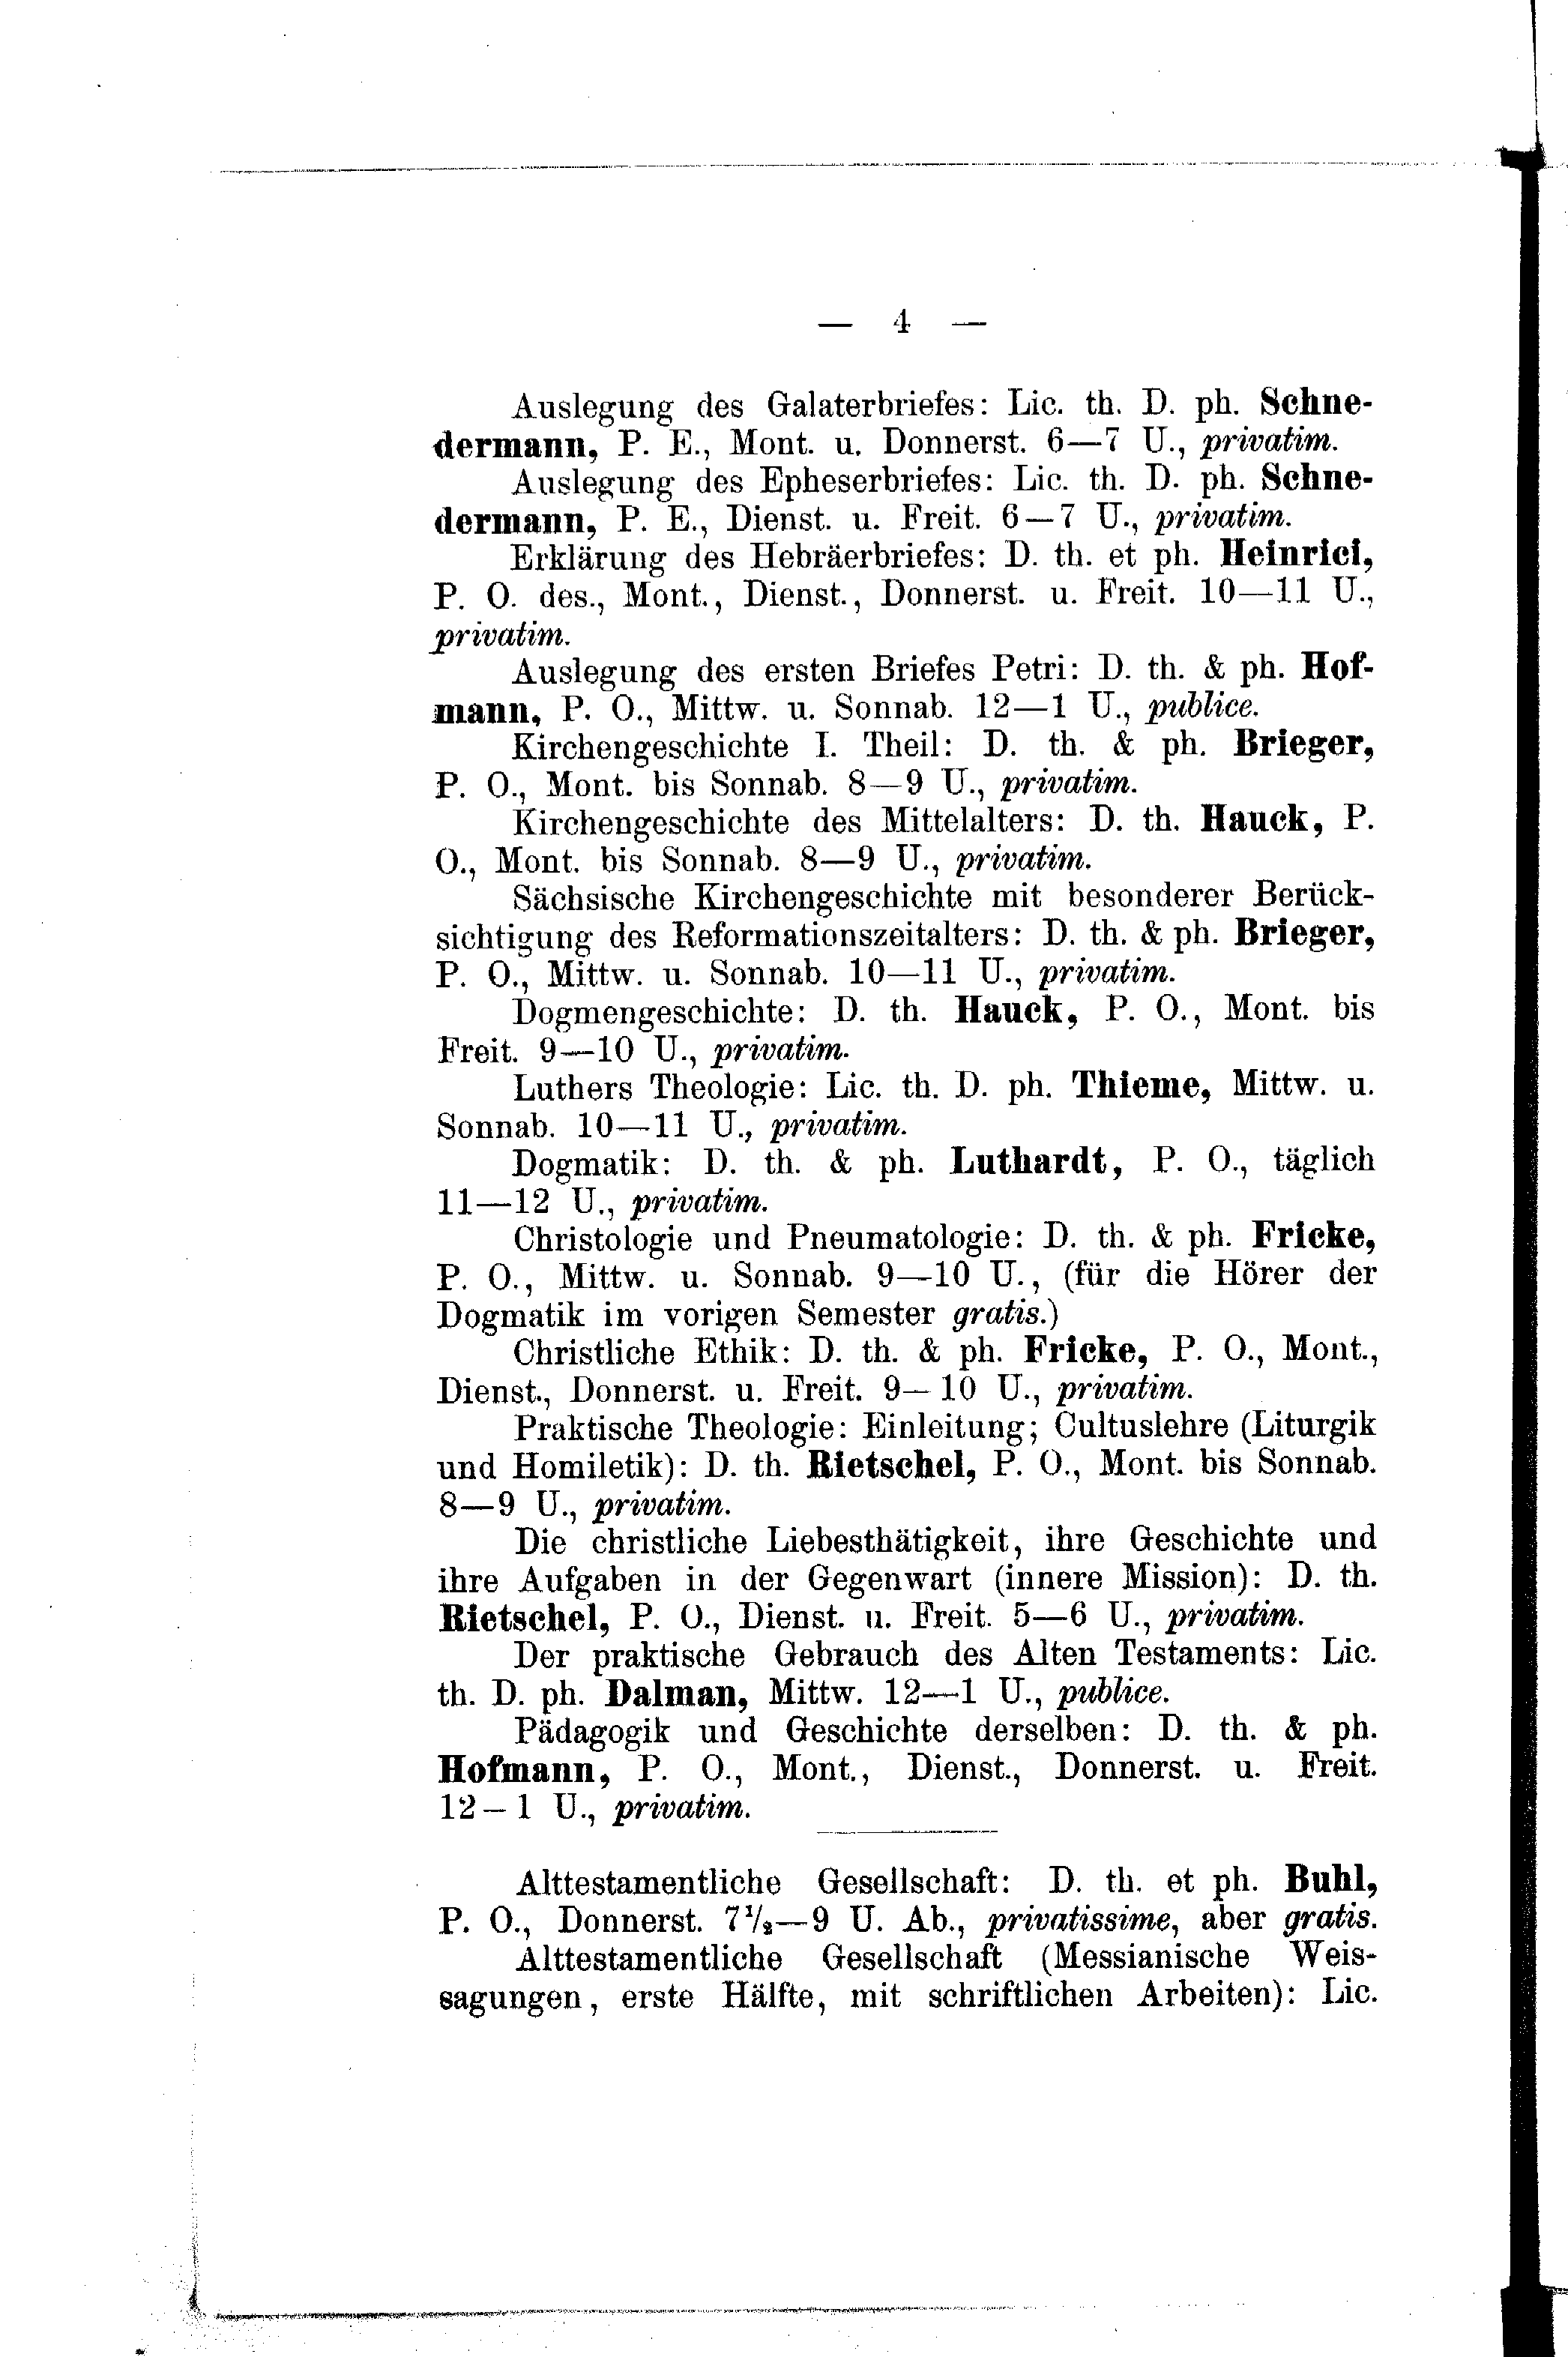 — 4 —
Auslegung des Galaterbriefes: Lic. th. D. ph. Schne-
dermann, P. E., Mont. u. Donnerst. 6—7 U., privatim.
Auslegung des Epheserbriefes: Lic. th. D. ph. Schne-
dermann, P. E., Dienst. u. Freit. 6—7 U., privatim.
Erklärung des Hebräerbriefes: D. th. et ph. Heinrici,
P. O. des., Mont., Dienst., Donnerst. u. Freit. 10—11 U.,
privatim.
Auslegung des ersten Briefes Petri: D. th. & ph. Hof-
mann, P. O., Mittw. u. Sonnab. 12—1 U., publice.
Kirchengeschichte I. Theil: D. th. & ph. Brieger,
P. O., Mont. bis Sonnab. 8—9 U., privatim.
Kirchengeschichte des Mittelalters: D. th. Hauck, P.
O., Mont. bis Sonnab. 8—9 U., privatim.
Sächsische Kirchengeschichte mit besonderer Berück-
sichtigung des Reformationszeitalters: D. th. & ph. Brieger,
P. O., Mittw. u. Sonnab. 10—11 U., privatim.
Dogmengeschichte: D. th. Hauck, P. O., Mont. bis
Freit. 9—10 U., privatim.
Luthers Theologie: Lic. th. D. ph. Thieme, Mittw. u.
Sonnab. 10—11 U., privatim.
Dogmatik: D. th. & ph. Luthardt, P. O., täglich
11—12 U., privatim.
Christologie und Pneumatologie: D. th. & ph. Fricke,
P. O., Mittw. u. Sonnab. 9—10 U., (für die Hörer der
Dogmatik im vorigen Semester gratis.)
Christliche Ethik: D. th. & ph. Fricke, P. O., Mont.,
Dienst., Donnerst. u. Freit. 9—10 U., privatim.
Praktische Theologie: Einleitung; Cultuslehre (Liturgik
und Homiletik): D. th. Rietschel, P. O., Mont. bis Sonnab.
8—9 U., privatim.
Die christliche Liebesthätigkeit, ihre Geschichte und
ihre Aufgaben in der Gegenwart (innere Mission): D. th.
Rietschel, P. O., Dienst. u. Freit. 5—6 U., privatim.
Der praktische Gebrauch des Alten Testaments: Lic.
th. D. ph. Dalman, Mittw. 12—1 U., publice.
Pädagogik und Geschichte derselben: D. th. & ph.
Hofmann, P. O., Mont., Dienst., Donnerst. u. Freit.
12—1 U., privatim.
Alttestamentliche Gesellschaft: D. th. et ph. Buhl,
P. O., Donnerst. 7½—9 U. Ab., privatissime, aber gratis.
Alttestamentliche Gesellschaft (Messianische Weis-
sagungen, erste Hälfte, mit schriftlichen Arbeiten): Lic.